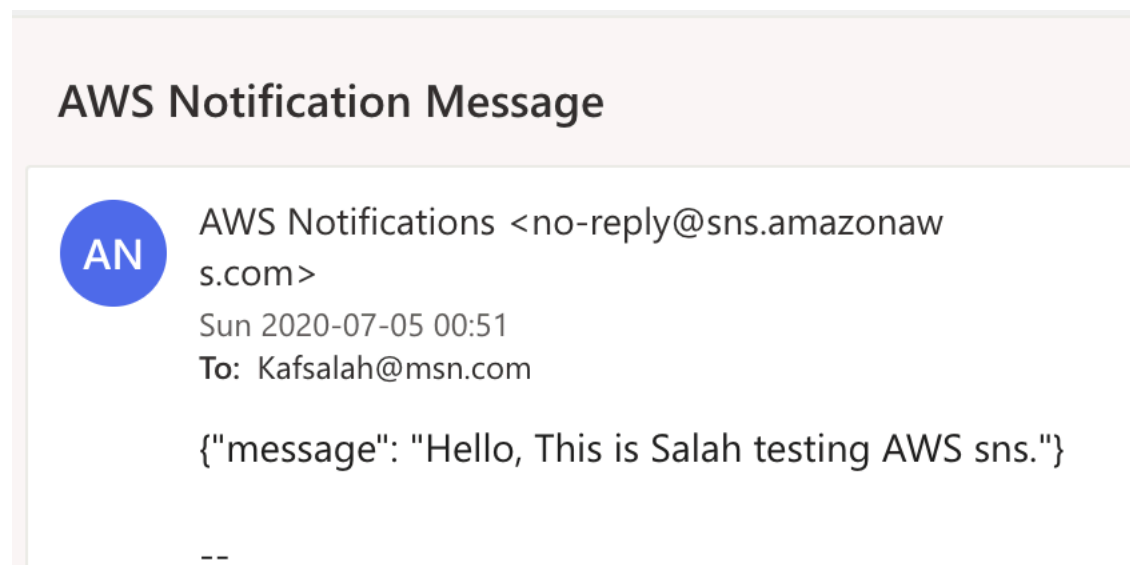 AWS Notification Message
AN
AWS Notifications <no-reply@sns.amazonaw
s.com>
Sun 2020-07-05 00:51
To: Kafsalah@msn.com
{"message": "Hello, This is Salah testing AWS sns."}
--